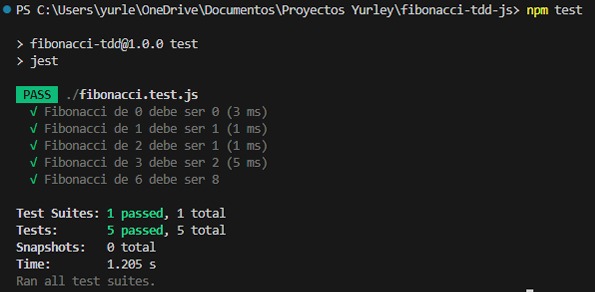 PS C:\Users\yurle\OneDrive\Documentos\Proyectos Yurley\fibonacci-tdd-js> npm test
> fibonacci-tdd@1.0.0 test
> jest
PASS ./fibonacci.test.js
√ Fibonacci de 0 debe ser 0 (3 ms)
√ Fibonacci de 1 debe ser 1 (1 ms)
√ Fibonacci de 2 debe ser 1 (1 ms)
√ Fibonacci de 3 debe ser 2 (5 ms)
√ Fibonacci de 6 debe ser 8
Test Suites: 1 passed, 1 total
Tests: 5 passed, 5 total
Snapshots: 0 total
Time: 1.205 s
Ran all test suites.